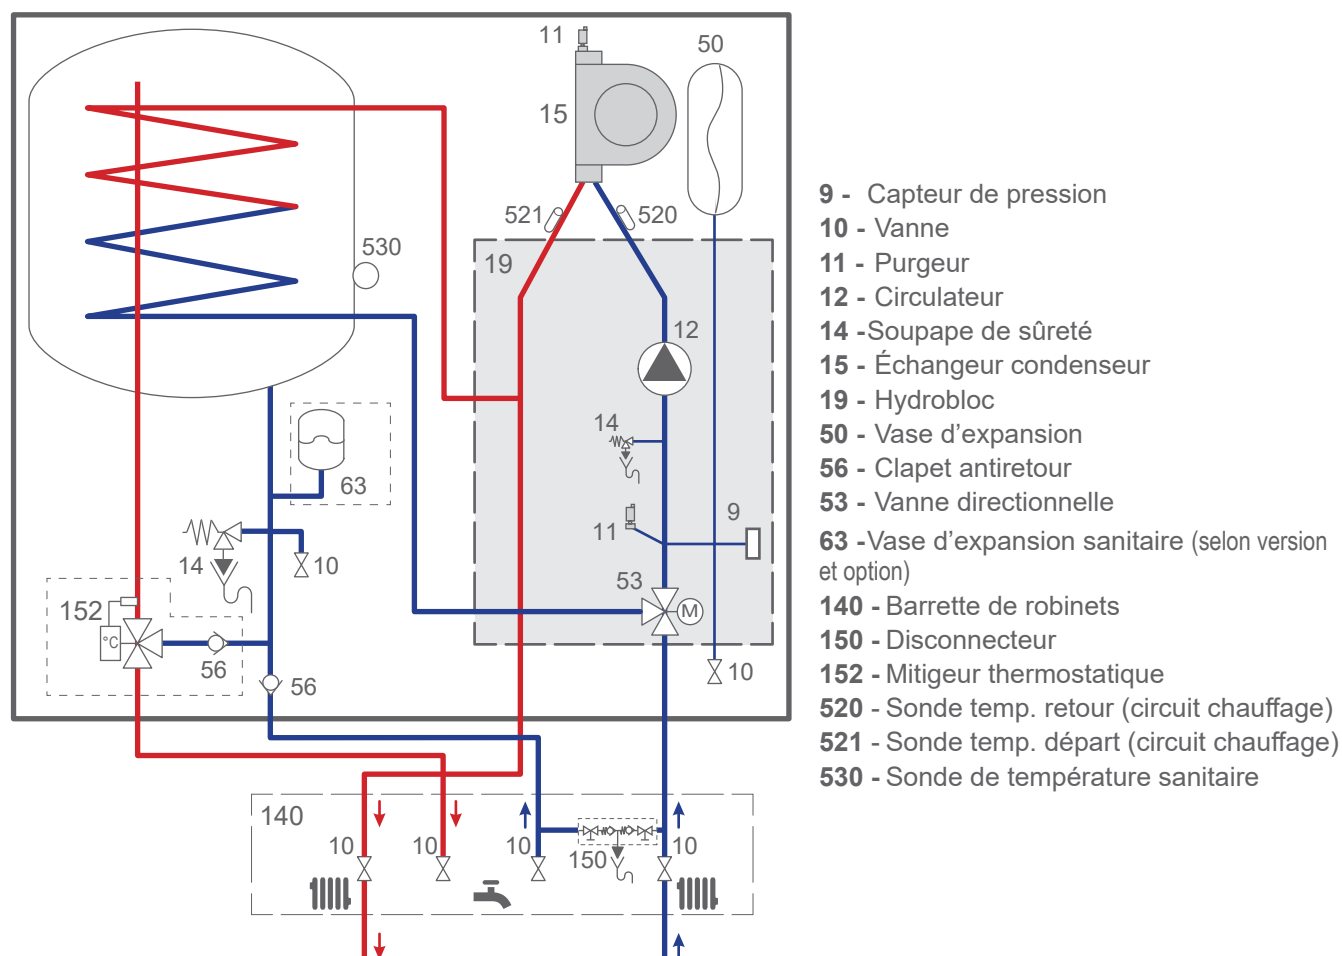 11
50
15
521
520
530
19
12
14
63
9
11
10
14
53
M
152
°C
56
56
10
140
10
10
10
150
10
9 - Capteur de pression
10 - Vanne
11 - Purgeur
12 - Circulateur
14 -Soupape de sûreté
15 - Échangeur condenseur
19 - Hydrobloc
50 - Vase d'expansion
56 - Clapet antiretour
53 - Vanne directionnelle
63 -Vase d'expansion sanitaire (selon version
et option)
140 - Barrette de robinets
150 - Disconnecteur
152 - Mitigeur thermostatique
520 - Sonde temp. retour (circuit chauffage)
521 - Sonde temp. départ (circuit chauffage)
530 - Sonde de température sanitaire